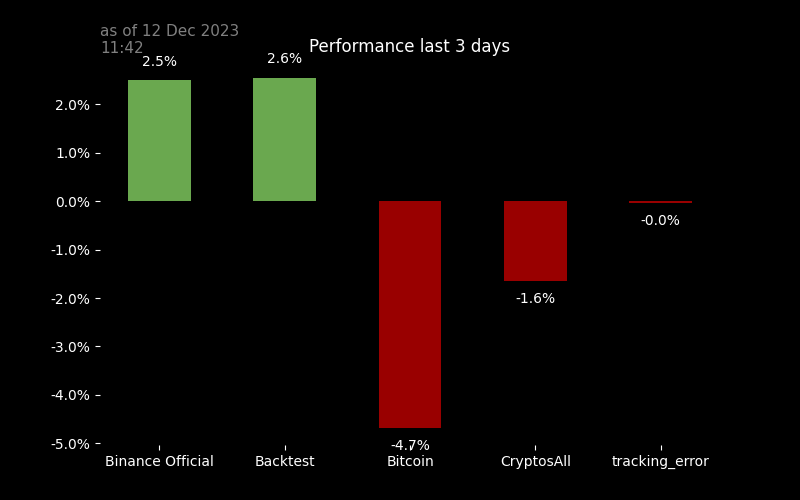 as of 12 Dec 2023
11:42
Performance last 3 days
2.5%
2.6%
2.0%
1.0%
0.0%
-1.0%
-2.0%
-3.0%
-4.0%
-5.0%
-4.7%
-1.6%
-0.0%
Binance Official
Backtest
Bitcoin
CryptosAll
tracking_error